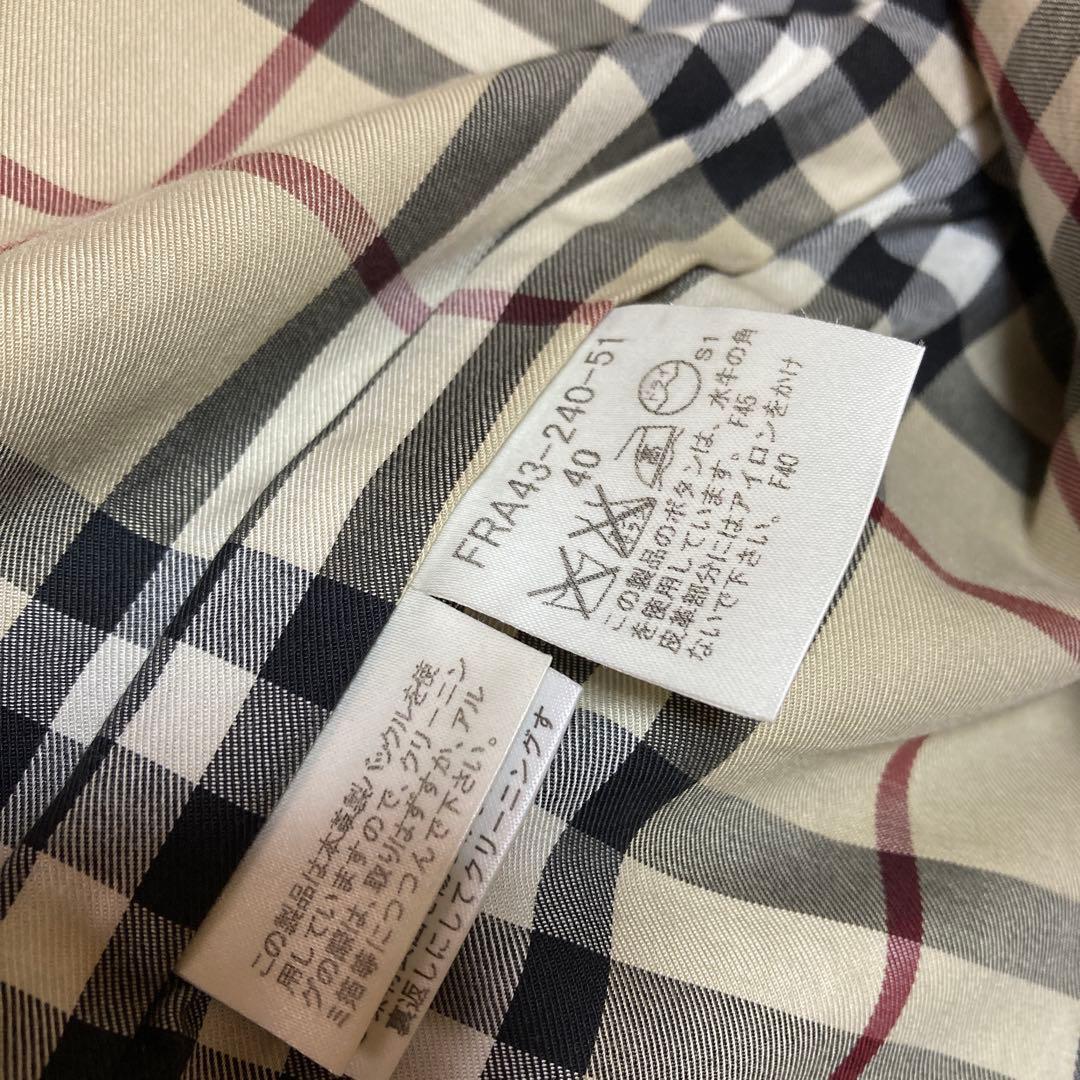 FRA43-240-51
40
ドライ
S1
この製品のボタンは、水牛の角
を使用しています。 F45
皮革部分にはアイロンをかけ
ないで下さい。 F40
この製品は本革製バックルを使
用していますので、クリーニン
グの際は、取りはずすか、アル
ミ箔等につつんで下さい。
裏返しにしてクリーニングす